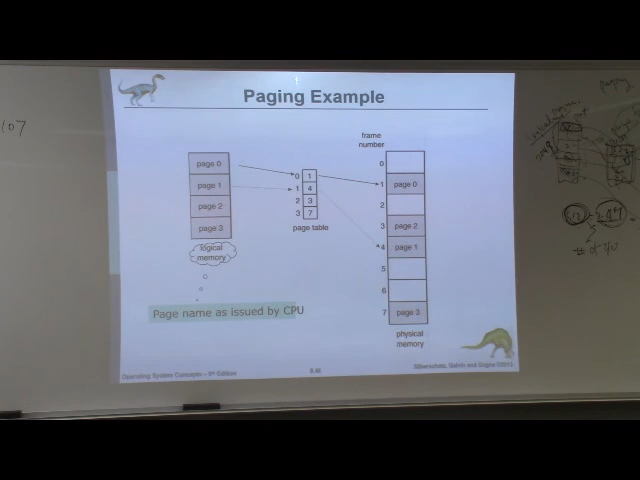 107
Paging Example
frame
number
page 0
page 1
page 2
page 3
logical
memory
0 1
1 4
2 3
3 7
page table
0
1 page 0
2
3 page 2
4 page 1
5
6
7 page 3
physical
memory
Page name as issued by CPU
Operating System Concepts – 9th Edition
Silberschatz, Galvin and Gagne ©2013